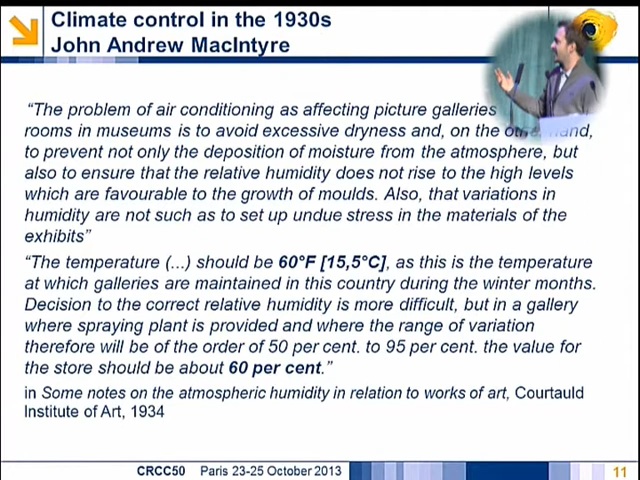 Climate control in the 1930s
John Andrew MacIntyre
“The problem of air conditioning as affecting picture galleries
rooms in museums is to avoid excessive dryness and, on the other hand,
to prevent not only the deposition of moisture from the atmosphere, but
also to ensure that the relative humidity does not rise to the high levels
which are favourable to the growth of moulds. Also, that variations in
humidity are not such as to set up undue stress in the materials of the
exhibits”
“The temperature (...) should be 60°F [15,5°C], as this is the temperature
at which galleries are maintained in this country during the winter months.
Decision to the correct relative humidity is more difficult, but in a gallery
where spraying plant is provided and where the range of variation
therefore will be of the order of 50 per cent. to 95 per cent. the value for
the store should be about 60 per cent.”
in Some notes on the atmospheric humidity in relation to works of art, Courtauld
Institute of Art, 1934
CRCC50 Paris 23-25 October 2013
11